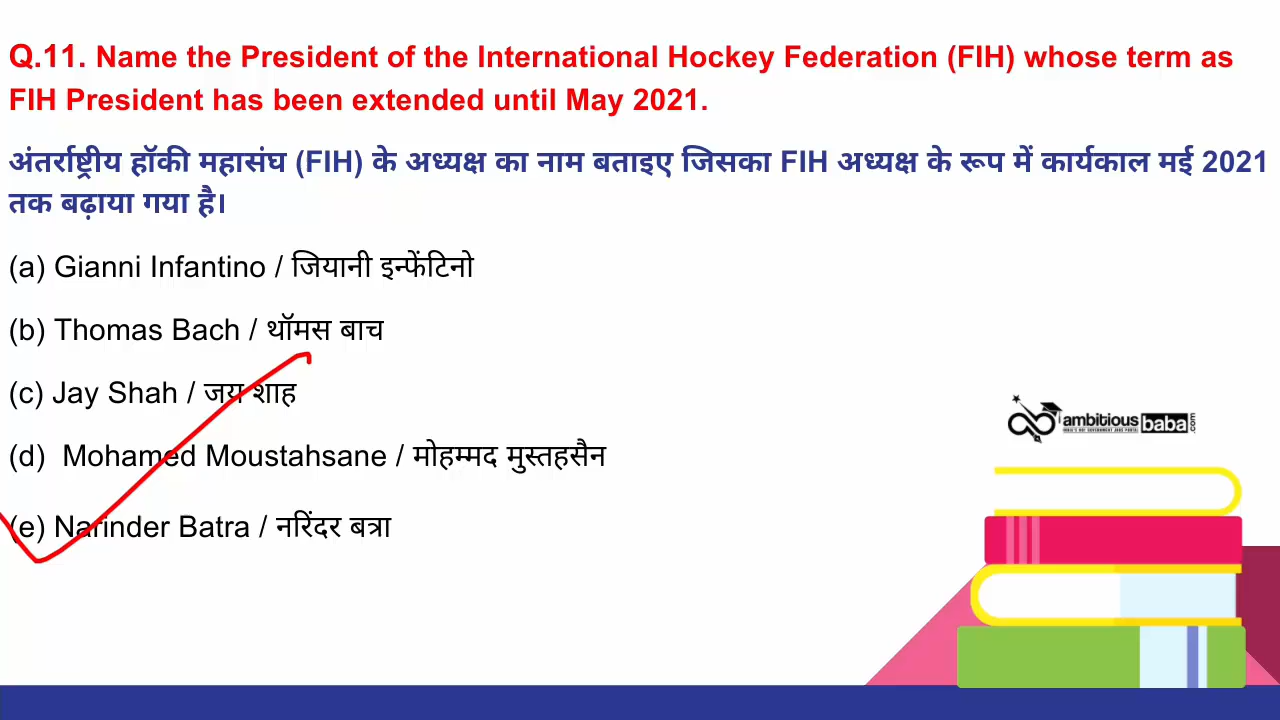 Q.11. Name the President of the International Hockey Federation (FIH) whose term as
FIH President has been extended until May 2021.
अंतर्राष्ट्रीय हॉकी महासंघ (FIH) के अध्यक्ष का नाम बताइए जिसका FIH अध्यक्ष के रूप में कार्यकाल मई 2021
तक बढ़ाया गया है।
(a) Gianni Infantino / जियानी इन्फेंटिनो
(b) Thomas Bach / थॉमस बाच
(c) Jay Shah / जय शाह
(d) Mohamed Moustahsane / मोहम्मद मुस्तहसैन
(e) Narinder Batra / नरिंदर बत्रा
ambitiousbaba.com